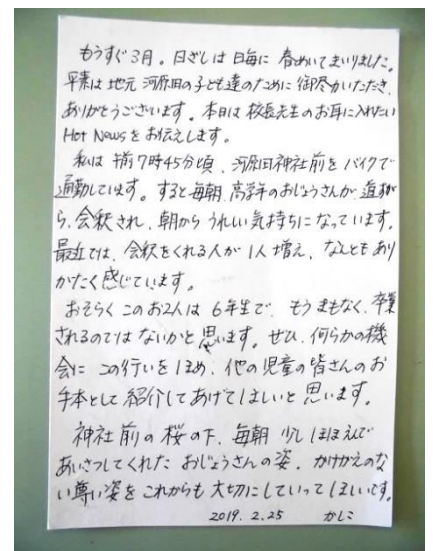 もうすぐ3月。日ざしは日毎に春めいてまいりました。
平素は地元河原田の子ども達のために御尽力いただき、
ありがとうございます。本日は校長先生のお耳に入れたい
Hot Newsをお伝えします。
私は午前7時45分頃、河原田神社前をバイクで
通勤しています。すると毎朝、高学年のおじょうさんが、道すが
ら、会釈され、朝からうれしい気持ちになっています。
最近では、会釈をくれる人が1人増え、なんともあり
がたく感じています。
おそらくこのお2人は6年生で、もうまもなく、卒業
されるのではないかと思います。ぜひ、何らかの機
会にこの行いをほめ、他の児童の皆さんのお
手本として紹介してあげてほしいと思います。
神社前の桜の下、毎朝少しほほえんで
あいさつしてくれたおじょうさんの姿、かけがえのな
い尊い姿をこれからも大切にしていってほしいです。
2019.2.25 かしこ